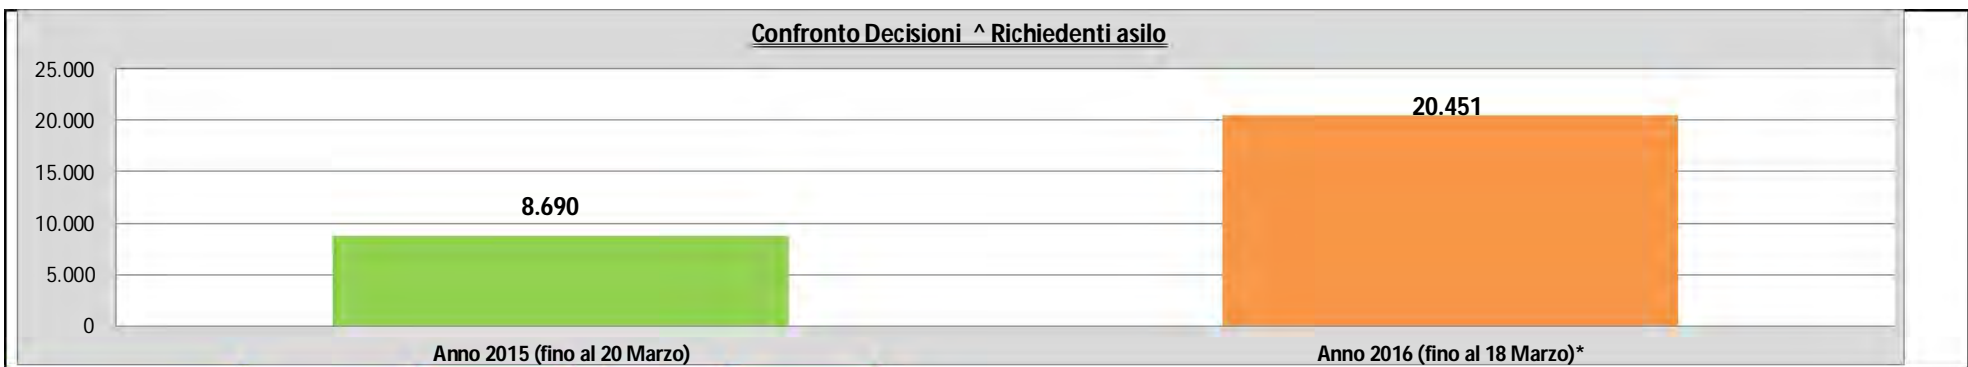 Confronto Decisioni ^ Richiedenti asilo
25.000
20.000
15.000
10.000
5.000
0
8.690
20.451
Anno 2015 (fino al 20 Marzo)
Anno 2016 (fino al 18 Marzo)*